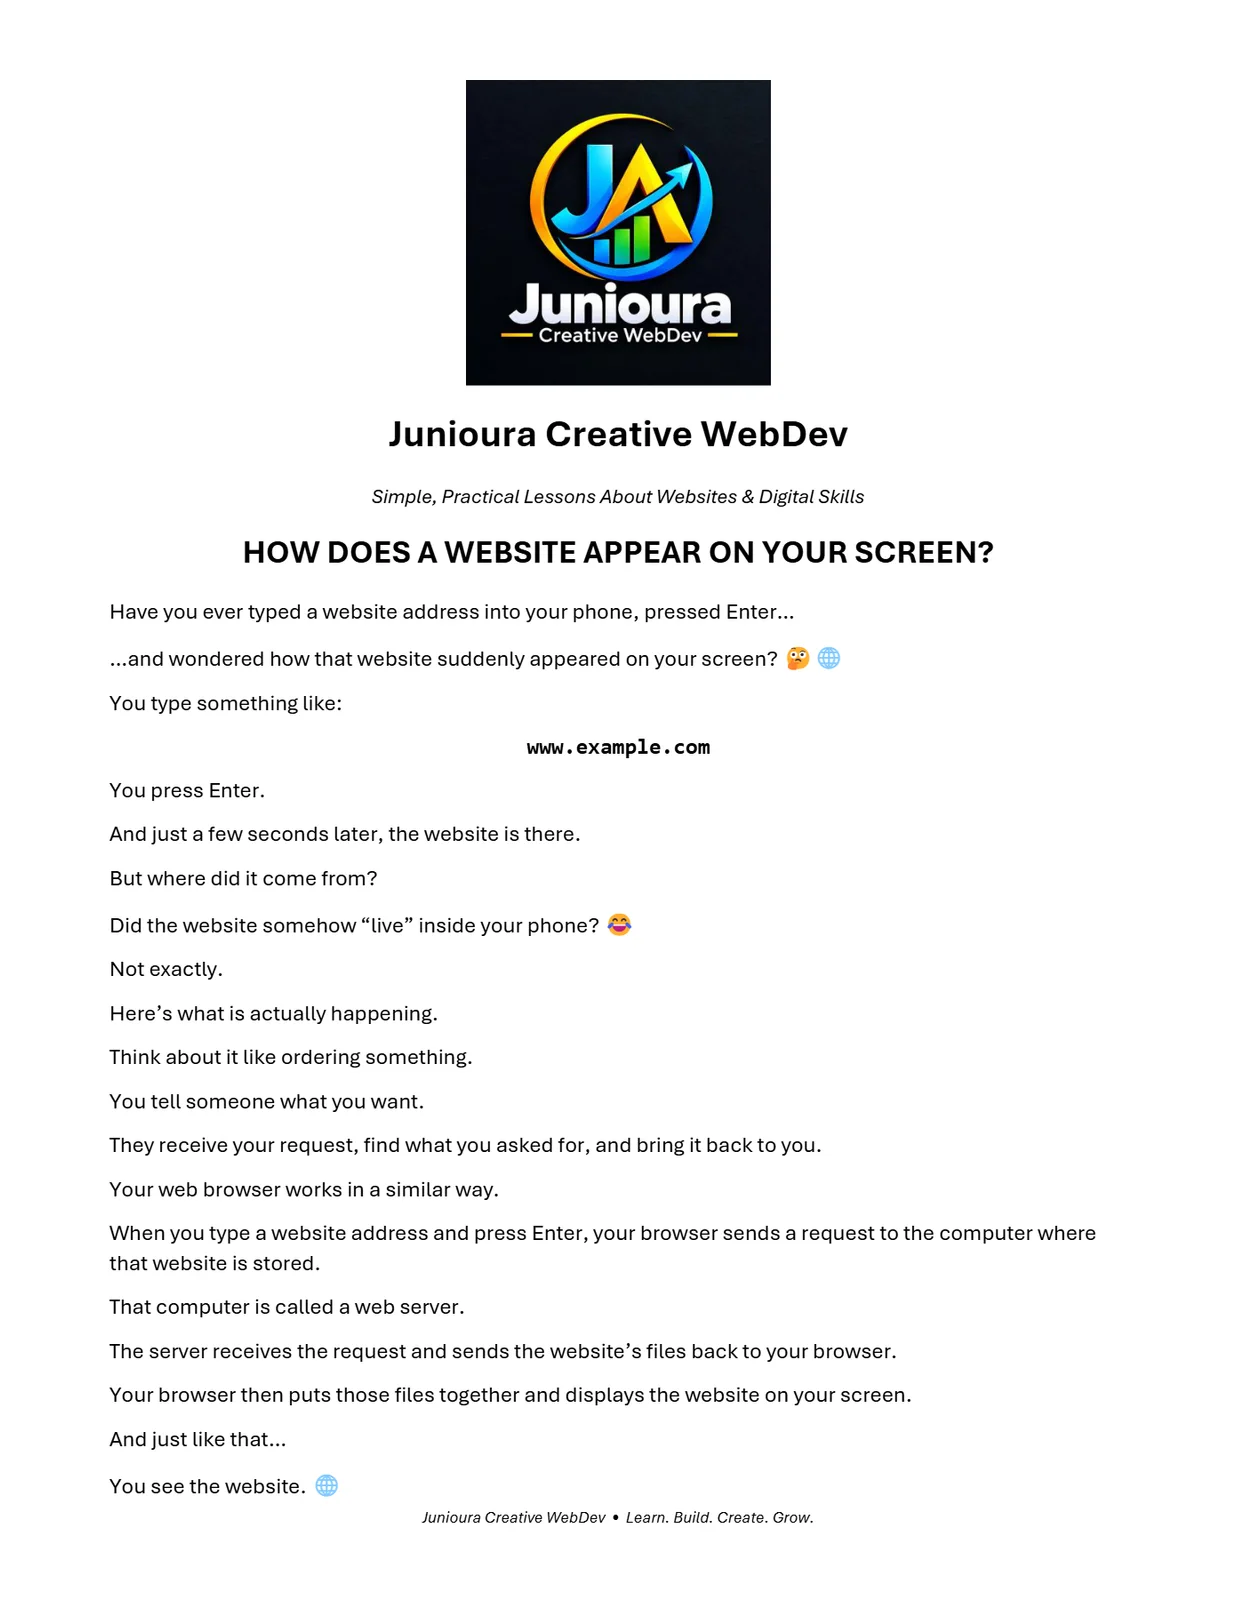 JA
Junioura
Creative WebDev
Junioura Creative WebDev
Simple, Practical Lessons About Websites & Digital Skills
HOW DOES A WEBSITE APPEAR ON YOUR SCREEN?
Have you ever typed a website address into your phone, pressed Enter...
...and wondered how that website suddenly appeared on your screen? 🤔 🌐
You type something like:
www.example.com
You press Enter.
And just a few seconds later, the website is there.
But where did it come from?
Did the website somehow “live” inside your phone? 😂
Not exactly.
Here’s what is actually happening.
Think about it like ordering something.
You tell someone what you want.
They receive your request, find what you asked for, and bring it back to you.
Your web browser works in a similar way.
When you type a website address and press Enter, your browser sends a request to the computer where
that website is stored.
That computer is called a web server.
The server receives the request and sends the website’s files back to your browser.
Your browser then puts those files together and displays the website on your screen.
And just like that...
You see the website. 🌐
Junioura Creative WebDev • Learn. Build. Create. Grow.